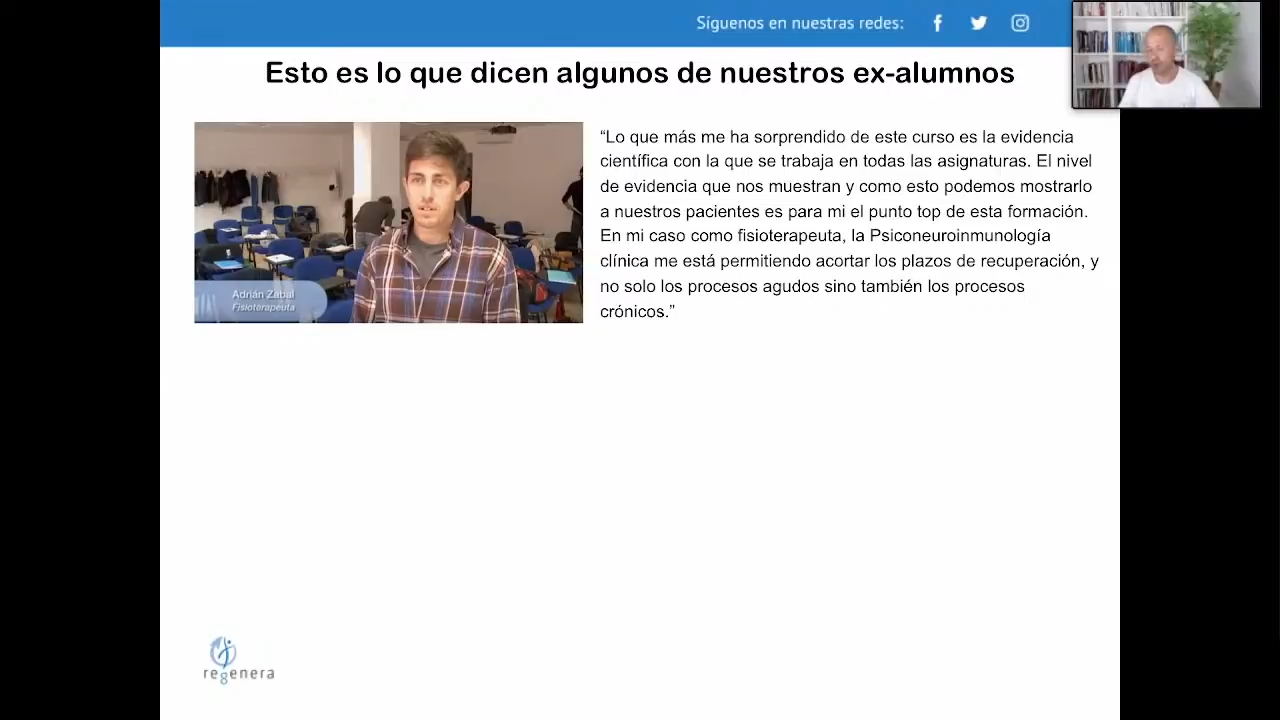 Síguenos en nuestras redes:
Esto es lo que dicen algunos de nuestros ex-alumnos
“Lo que más me ha sorprendido de este curso es la evidencia
científica con la que se trabaja en todas las asignaturas. El nivel
de evidencia que nos muestran y como esto podemos mostrarlo
a nuestros pacientes es para mi el punto top de esta formación.
En mi caso como fisioterapeuta, la Psiconeuroinmunología
clínica me está permitiendo acortar los plazos de recuperación, y
no solo los procesos agudos sino también los procesos
crónicos.”
Adrián Zabal
Fisioterapeuta
regenera